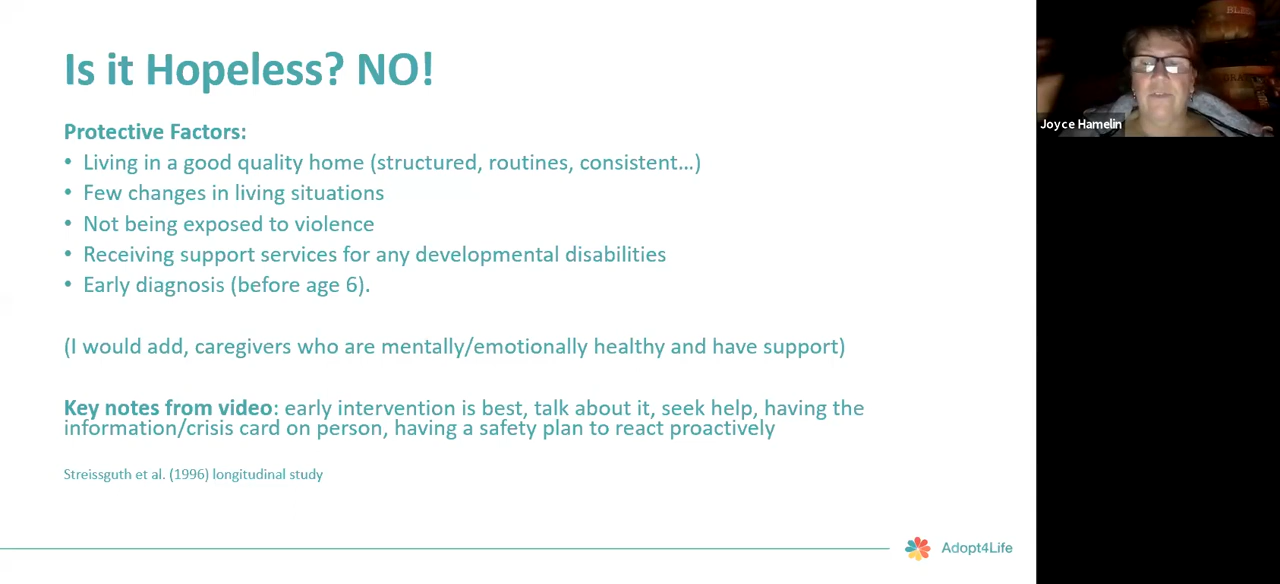 Is it Hopeless? NO!
Protective Factors:
• Living in a good quality home (structured, routines, consistent...)
• Few changes in living situations
• Not being exposed to violence
• Receiving support services for any developmental disabilities
• Early diagnosis (before age 6).
(I would add, caregivers who are mentally/emotionally healthy and have support)
Key notes from video: early intervention is best, talk about it, seek help, having the
information/crisis card on person, having a safety plan to react proactively
Streissguth et al. (1996) longitudinal study
Adopt4Life
Joyce Hamelin